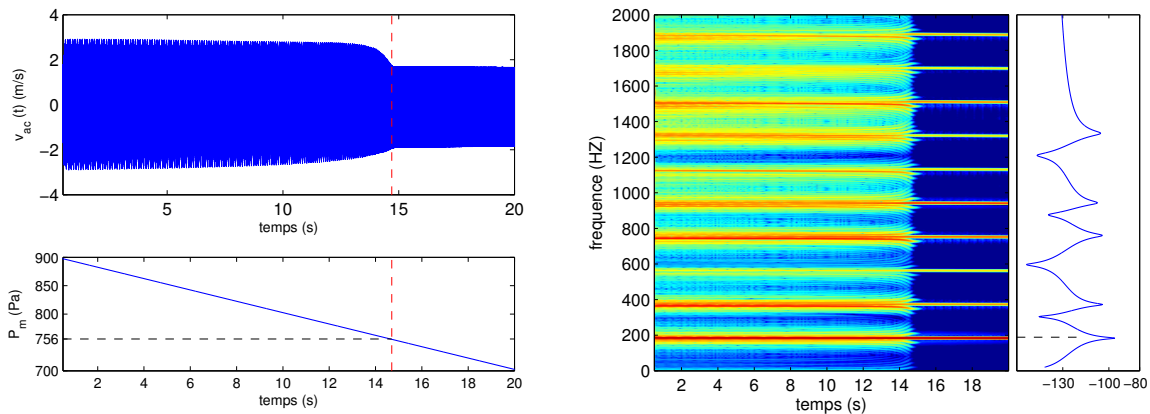 4
2
0
−2
−4
v_ac (t) (m/s)
5 10 15 20
temps (s)
900
850
800
756
700
P_m (Pa)
2 4 6 8 10 12 14 16 18 20
temps (s)
2000
1800
1600
1400
1200
1000
800
600
400
200
0
frequence (HZ)
2 4 6 8 10 12 14 16 18
temps (s)
−130 −100 −80